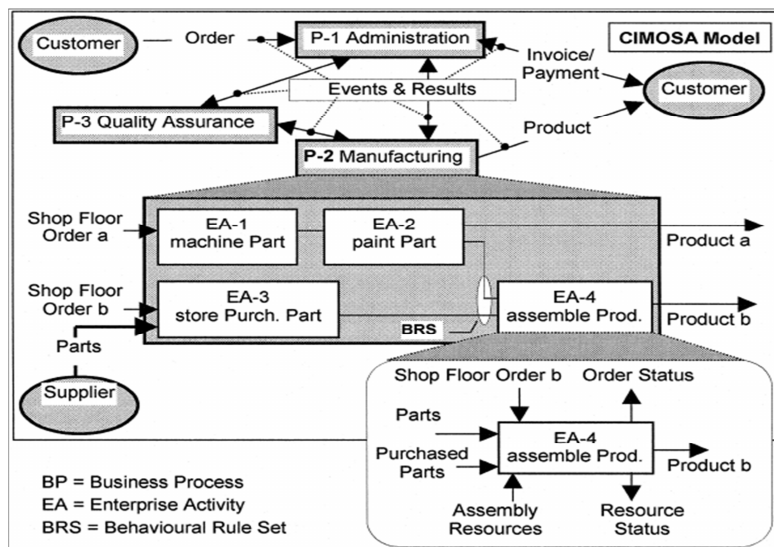 Customer
Order
P-1 Administration
CIMOSA Model
Invoice/
Payment
Customer
Events & Results
P-3 Quality Assurance
Product
P-2 Manufacturing
Shop Floor
Order a
EA-1
machine Part
EA-2
paint Part
Product a
Shop Floor
Order b
EA-3
store Purch. Part
EA-4
assemble Prod.
Product b
BRS
Parts
Supplier
Shop Floor Order b
Order Status
Parts
EA-4
assemble Prod.
Purchased
Parts
Product b
Assembly
Resources
Resource
Status
BP = Business Process
EA = Enterprise Activity
BRS = Behavioural Rule Set